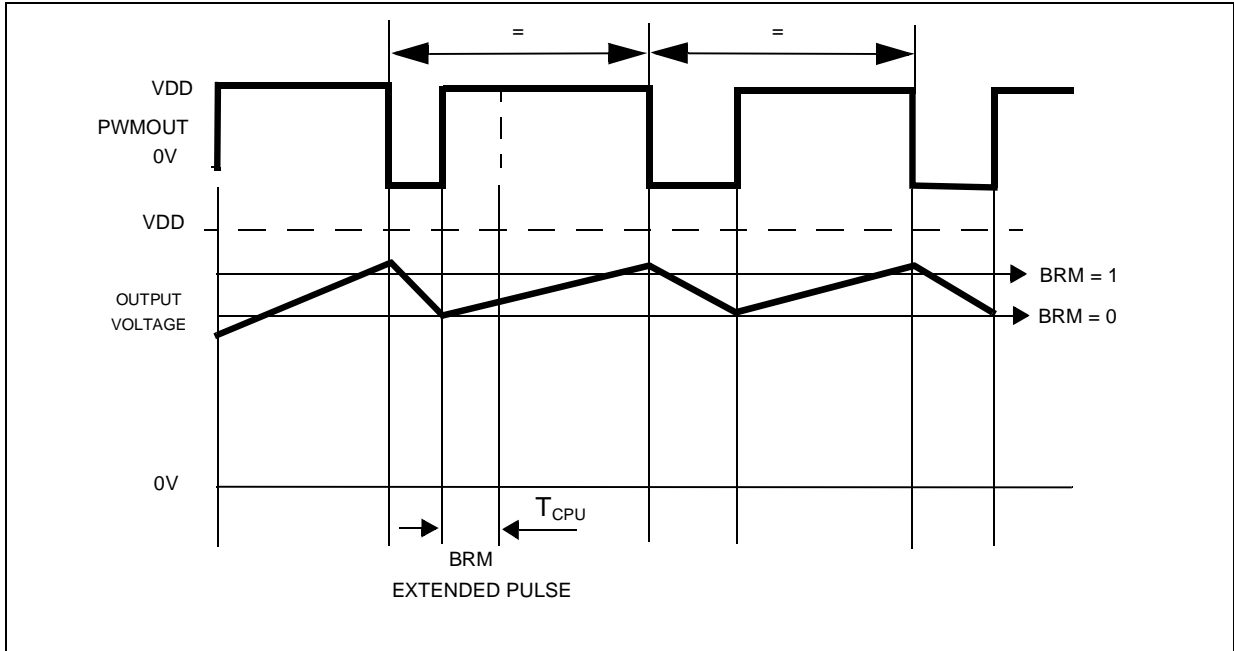 = =
VDD
PWMOUT
0V
VDD
BRM = 1
OUTPUT
VOLTAGE
BRM = 0
0V
TCPU
BRM
EXTENDED PULSE